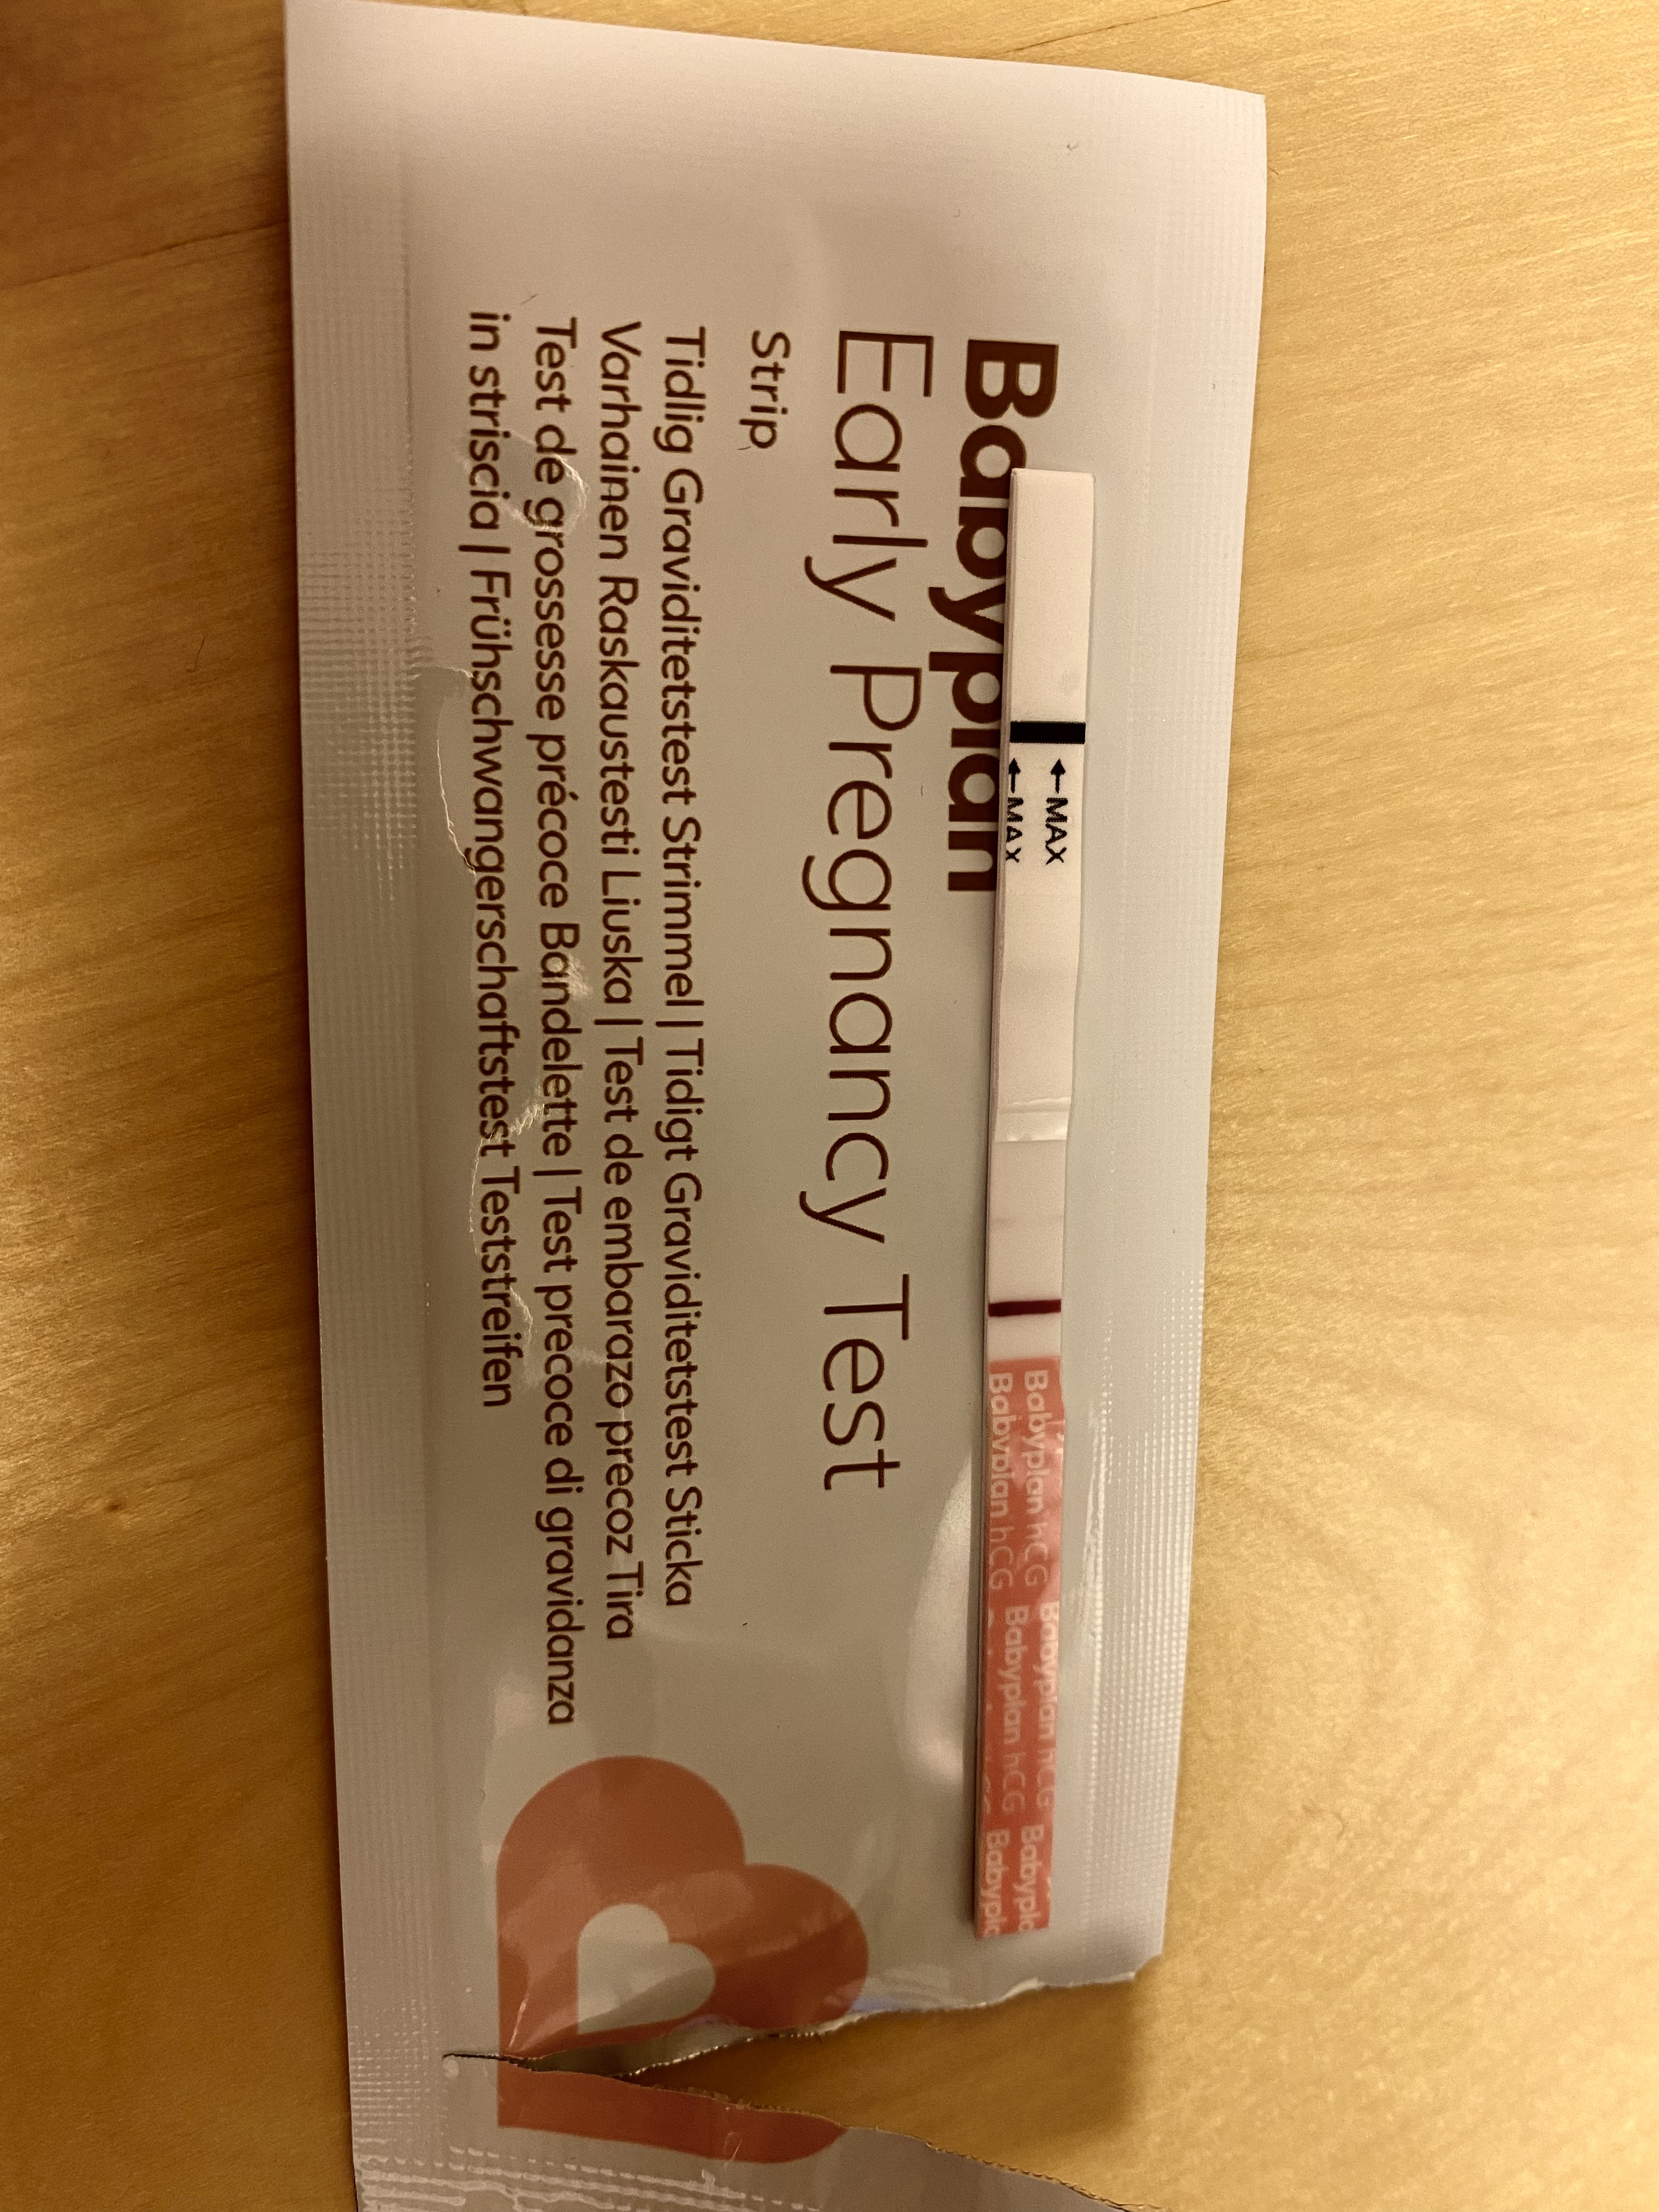 Babyplan
Early Pregnancy Test
Strip
Tidlig Graviditetstest Strimmel | Tidigt Graviditetstest Sticka
Varhainen Raskaustesti Liuska | Test de embarazo precoz Tira
Test de grossesse précoce Bandelette | Test precoce di gravidanza
in striscia | Frühschwangerschaftstest Teststreifen
←MAX
←MAX
Babyplan hCG Babyplan hCG Babypla
Babyplan hCG Babyplan hCG Babypla